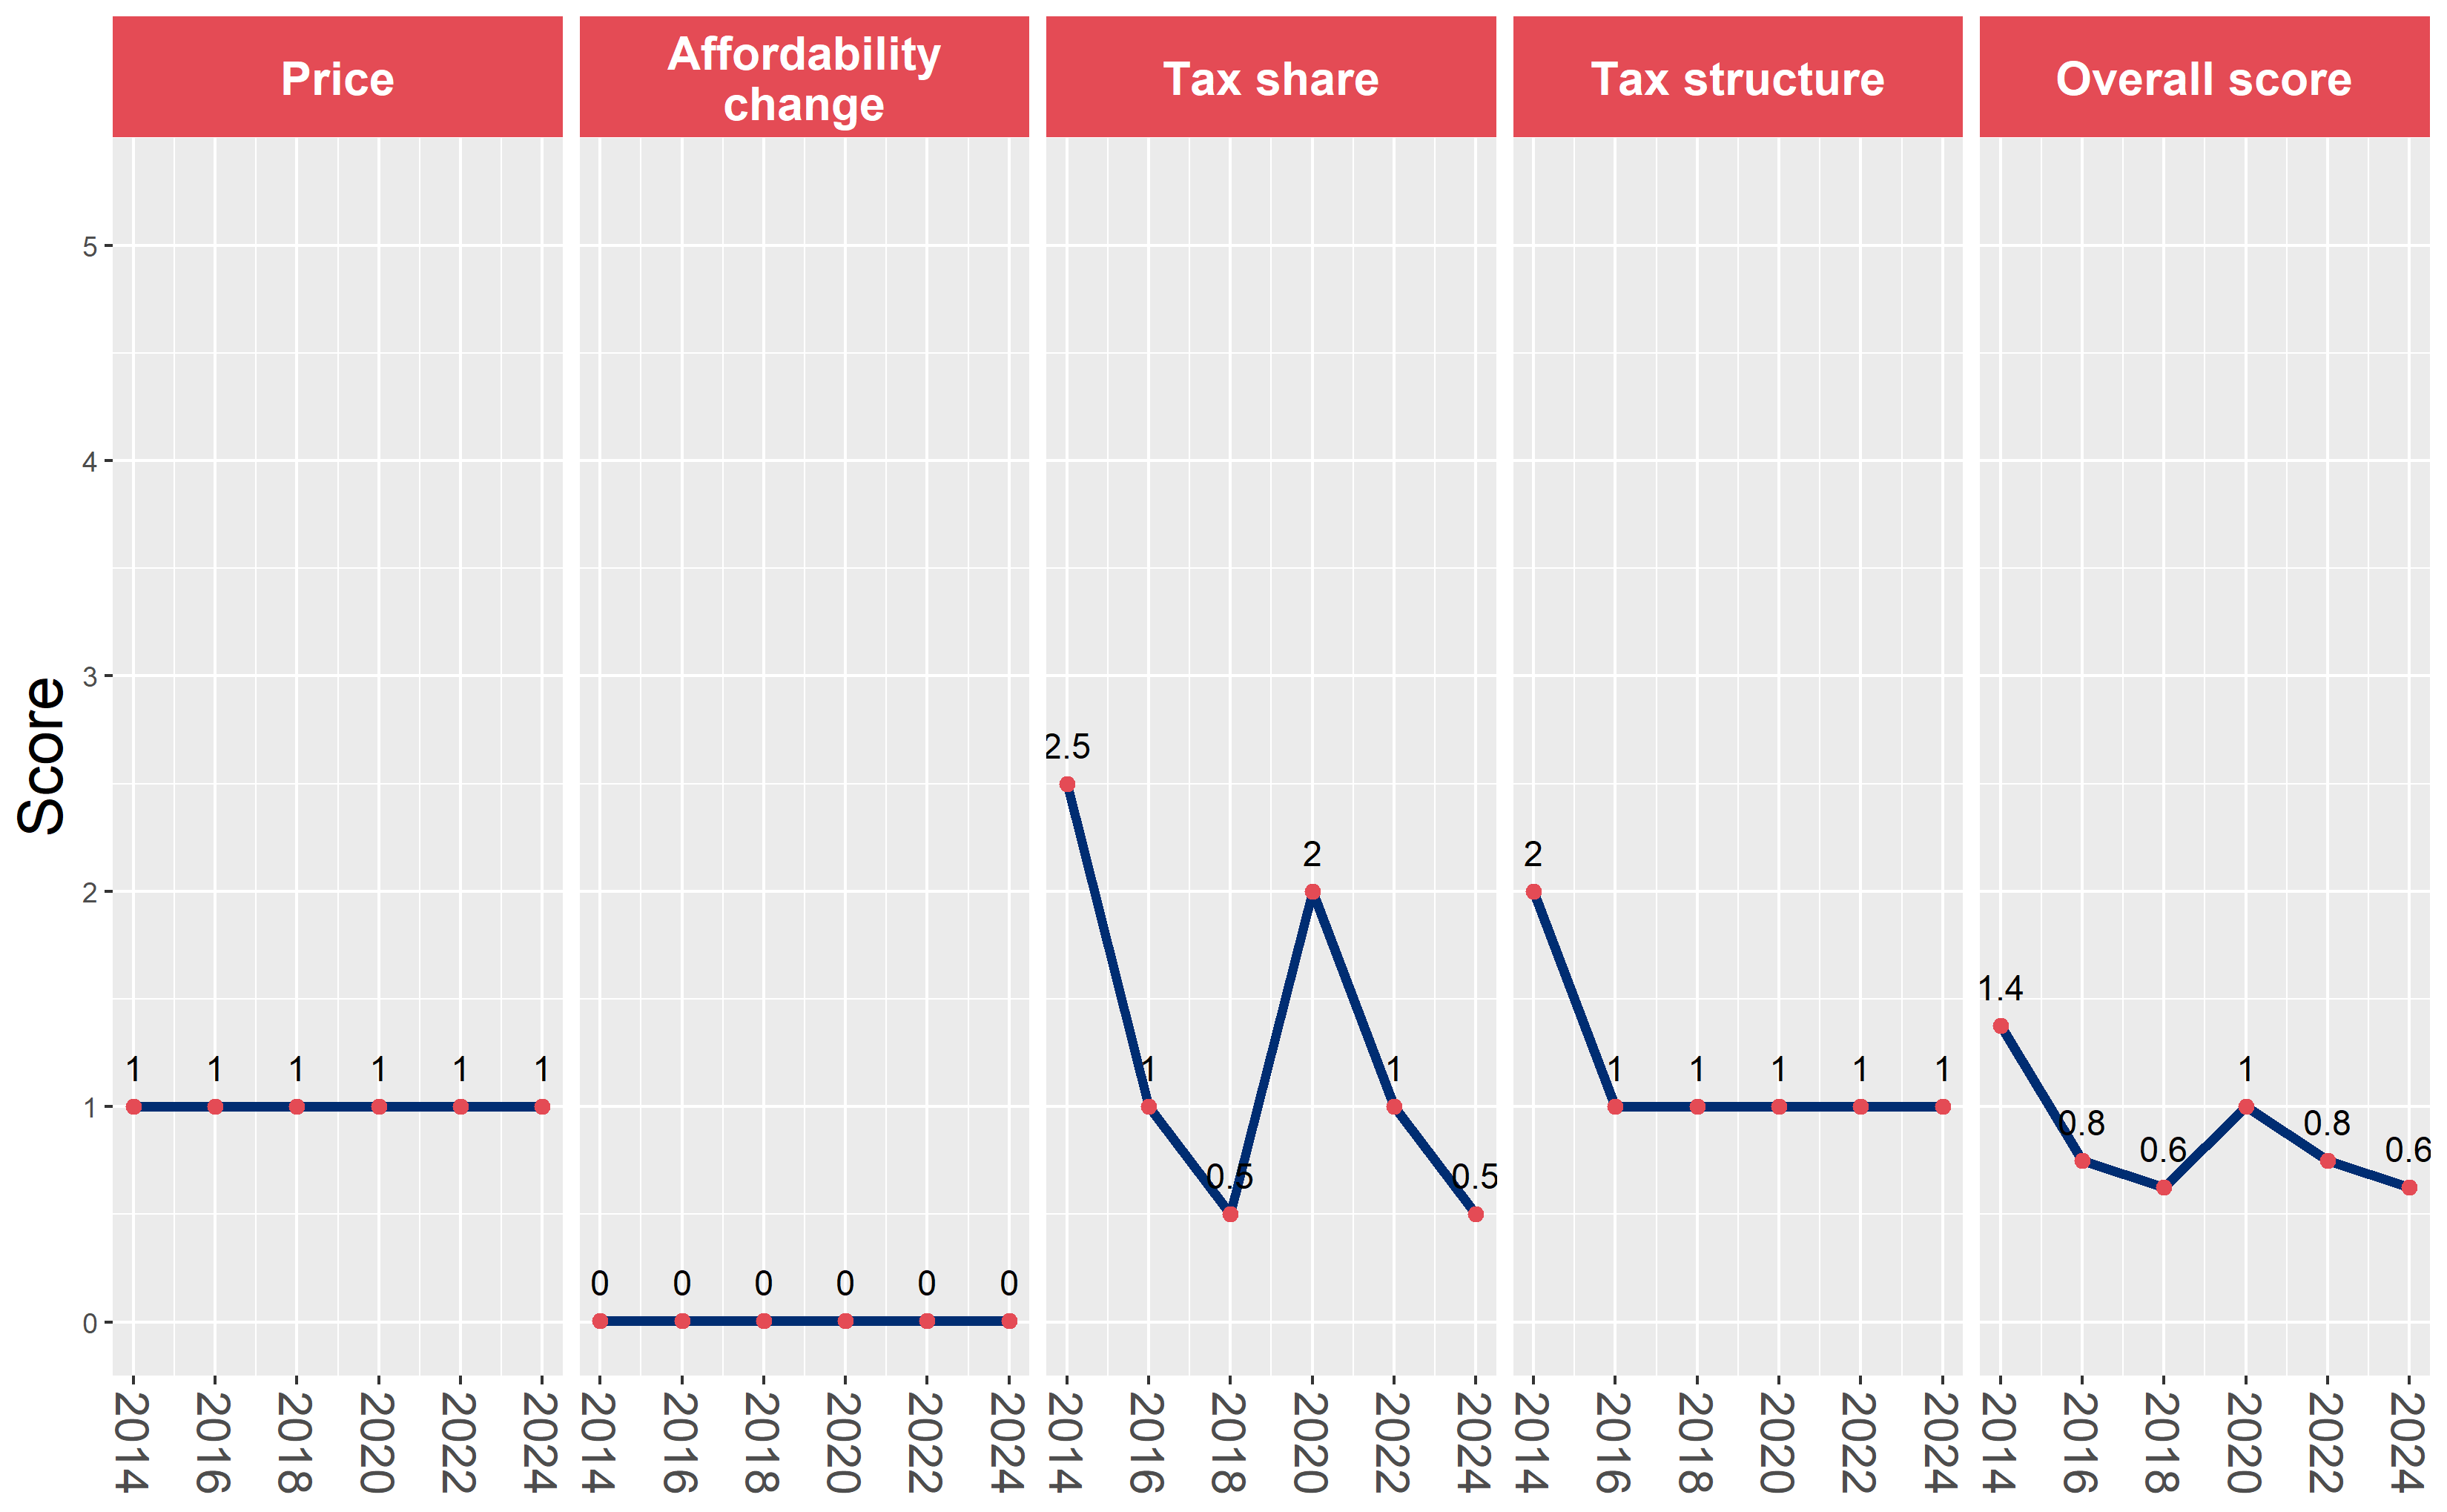 Price
Affordability
change
Tax share
Tax structure
Overall score
Score
5
4
3
2
1
0
1 1 1 1 1 1
0 0 0 0 0 0
2.5 1 0.5 2 1 0.5
2 1 1 1 1 1
1.4 0.8 0.6 1 0.8 0.6
2014 2016 2018 2020 2022 2024
2014 2016 2018 2020 2022 2024
2014 2016 2018 2020 2022 2024
2014 2016 2018 2020 2022 2024
2014 2016 2018 2020 2022 2024